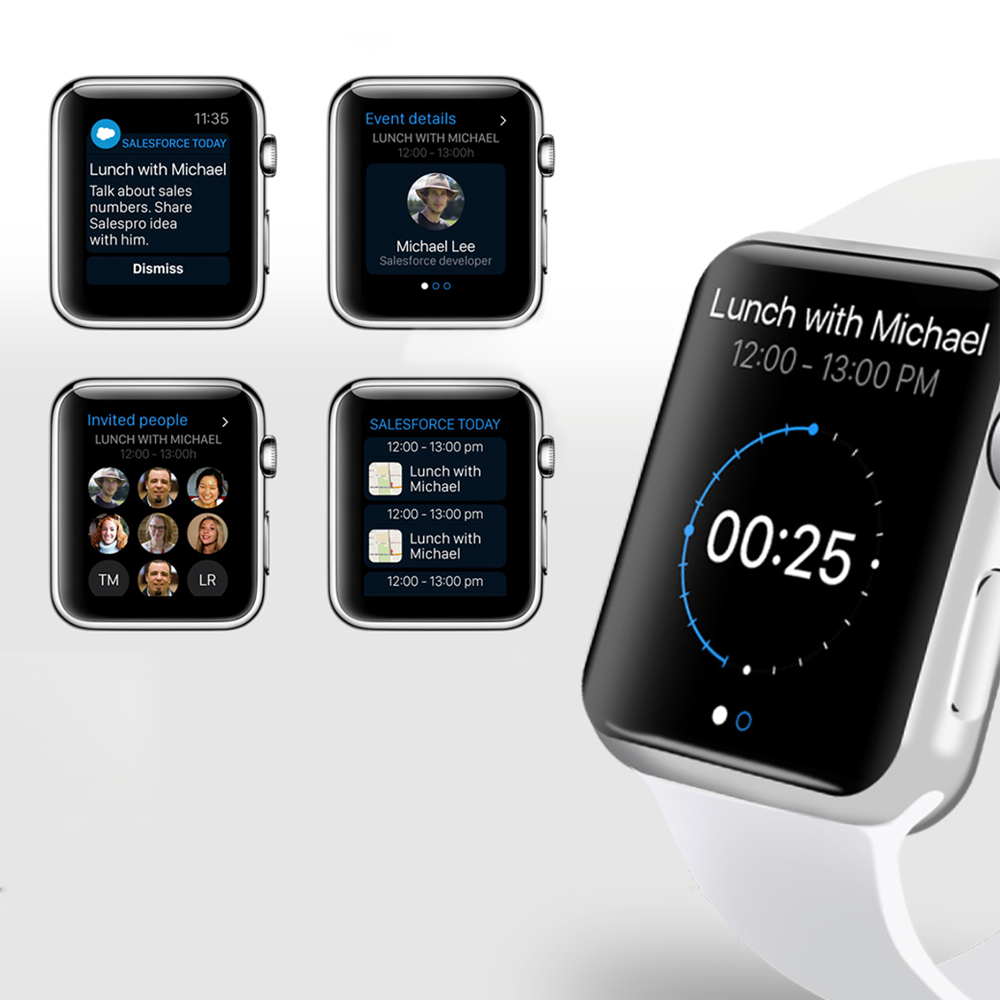 11:35
SALESFORCE TODAY
Lunch with Michael
Talk about sales
numbers. Share
Salespro idea
with him.
Dismiss
Event details
LUNCH WITH MICHAEL
12:00 - 13:00h
Michael Lee
Salesforce developer
Invited people
LUNCH WITH MICHAEL
12:00 - 13:00h
TM
LR
SALESFORCE TODAY
12:00 - 13:00 pm
Lunch with
Michael
12:00 - 13:00 pm
Lunch with
Michael
12:00 - 13:00 pm
Lunch with Michael
12:00 - 13:00 PM
00:25